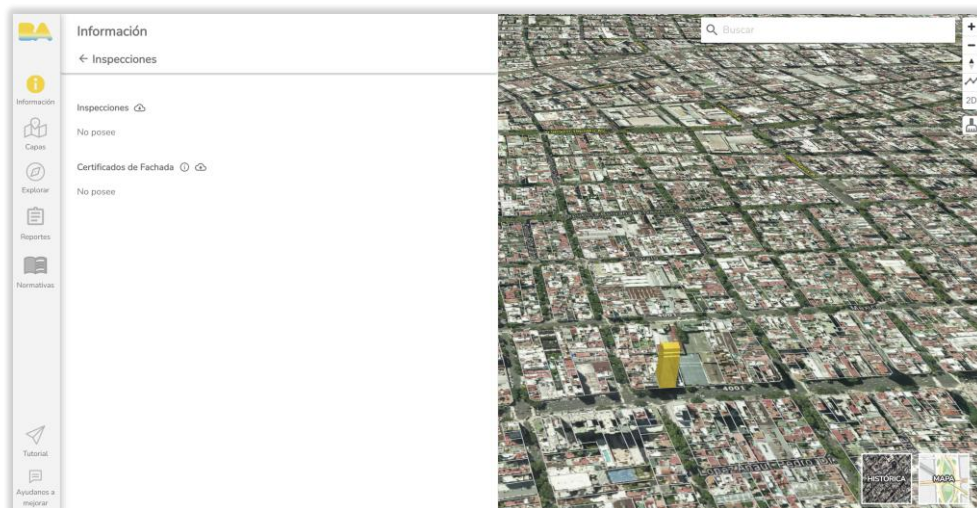 BA
Información
Capas
Explorar
Reportes
Normativas
Tutorial
Ayudanos a
mejorar
Información
← Inspecciones
Inspecciones
No posee
Certificados de Fachada
No posee
Buscar
+
−
2D
4001
HISTÓRICA
MAPA